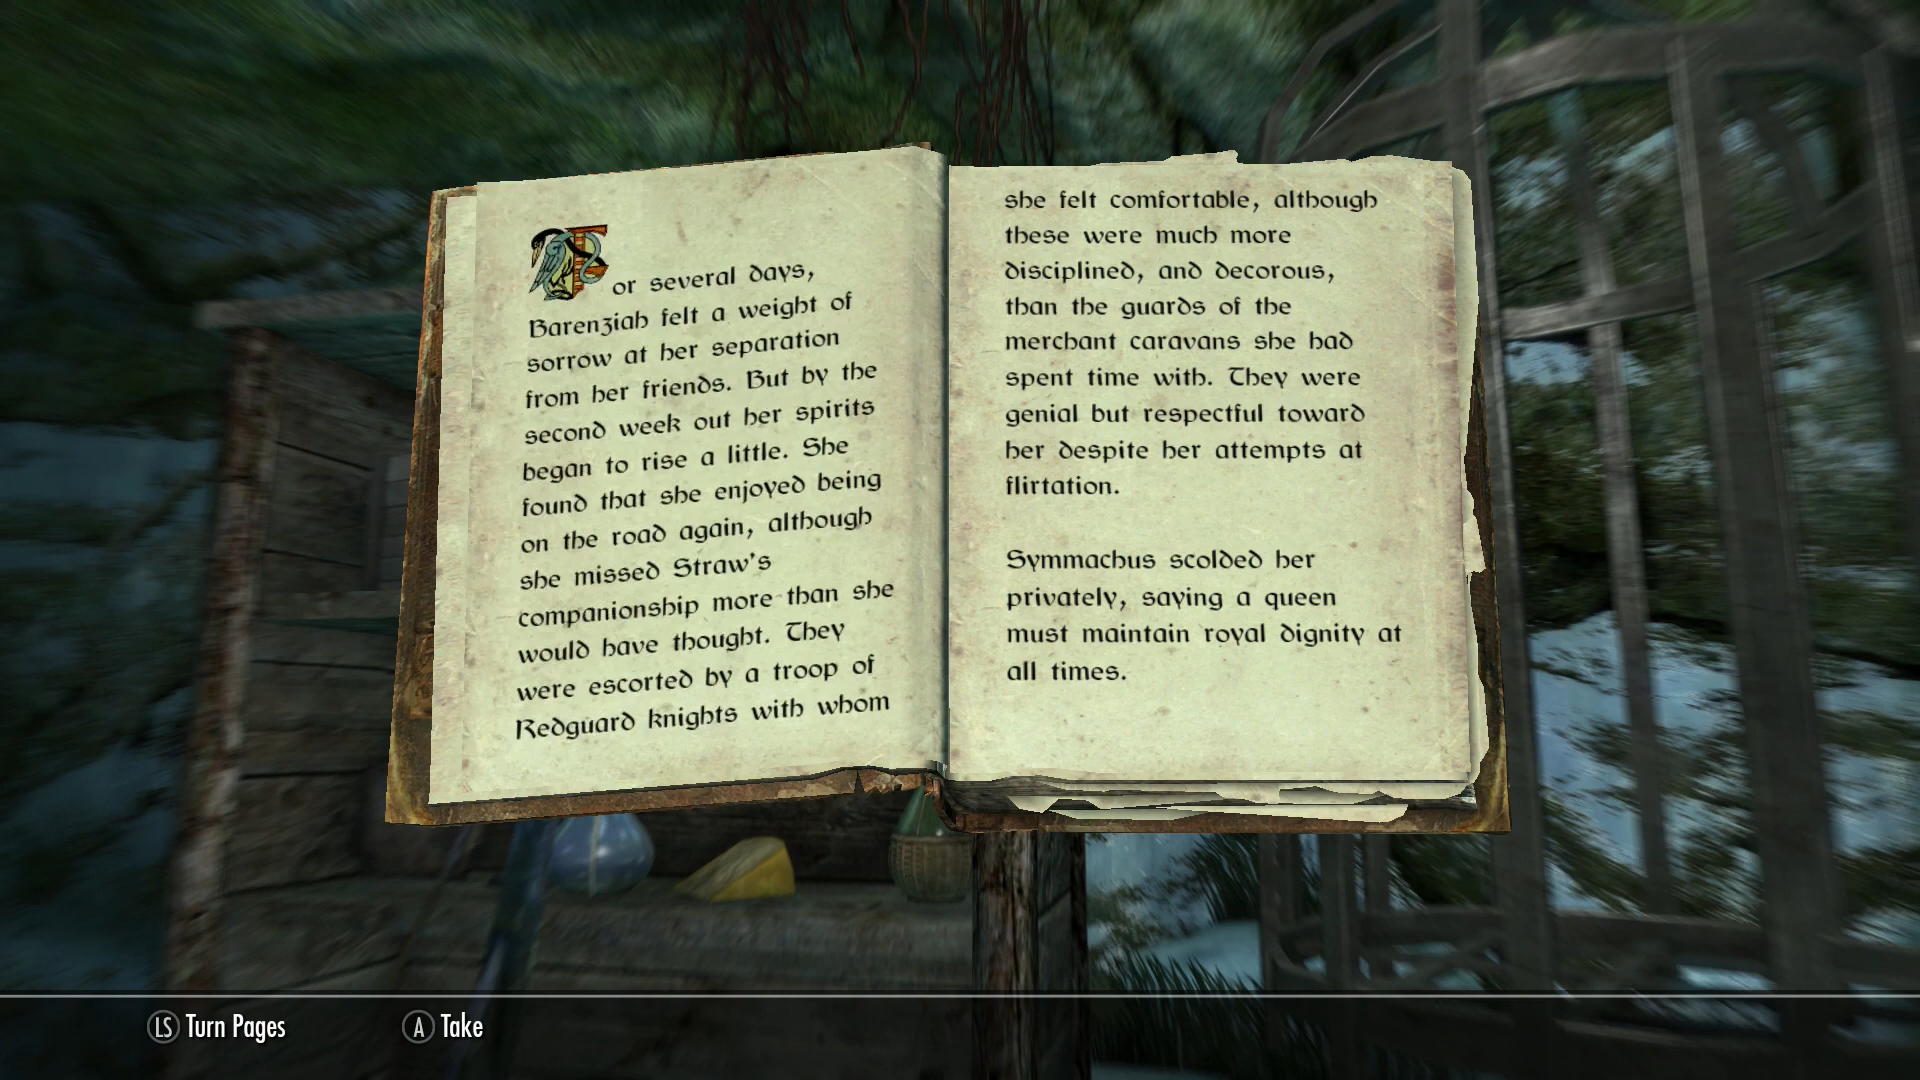 For several days,
Barenziah felt a weight of
sorrow at her separation
from her friends. But by the
second week out her spirits
began to rise a little. She
found that she enjoyed being
on the road again, although
she missed Straw's
companionship more than she
would have thought. They
were escorted by a troop of
Redguard knights with whom
she felt comfortable, although
these were much more
disciplined, and decorous,
than the guards of the
merchant caravans she had
spent time with. They were
genial but respectful toward
her despite her attempts at
flirtation.
Symmachus scolded her
privately, saying a queen
must maintain royal dignity at
all times.
LS Turn Pages
A Take